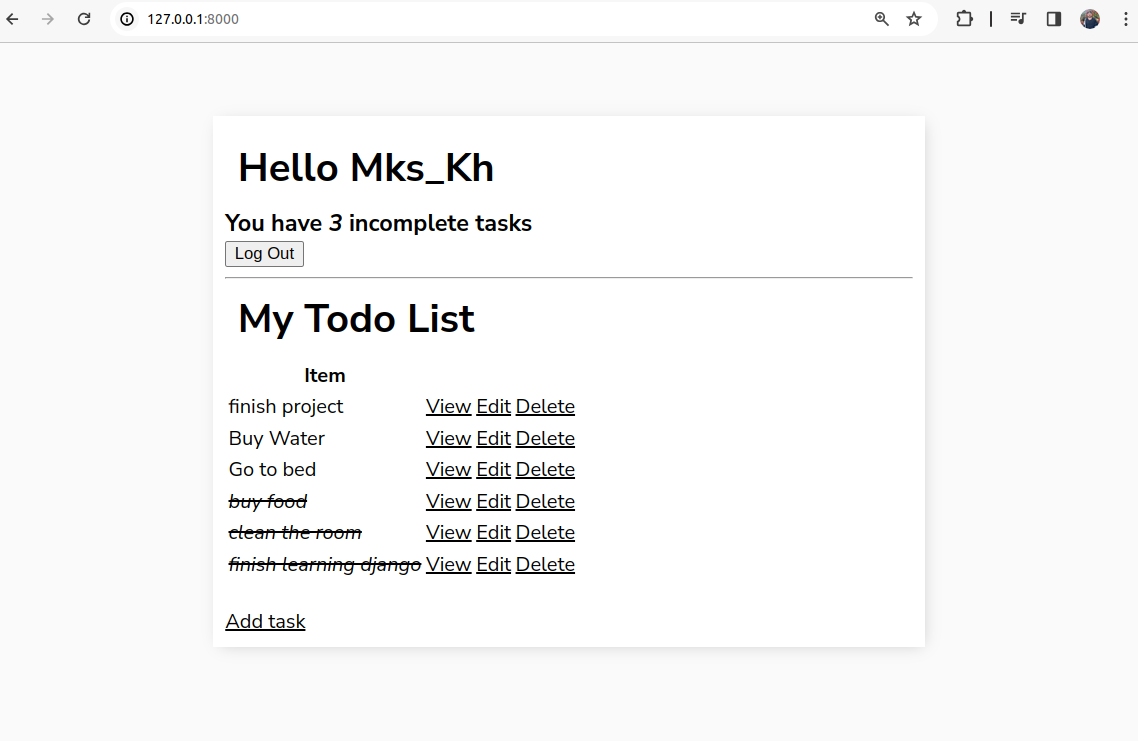 127.0.0.1:8000
Hello Mks_Kh
You have 3 incomplete tasks
Log Out
My Todo List
Item
finish project View Edit Delete
Buy Water View Edit Delete
Go to bed View Edit Delete
buy food View Edit Delete
clean the room View Edit Delete
finish learning django View Edit Delete
Add task